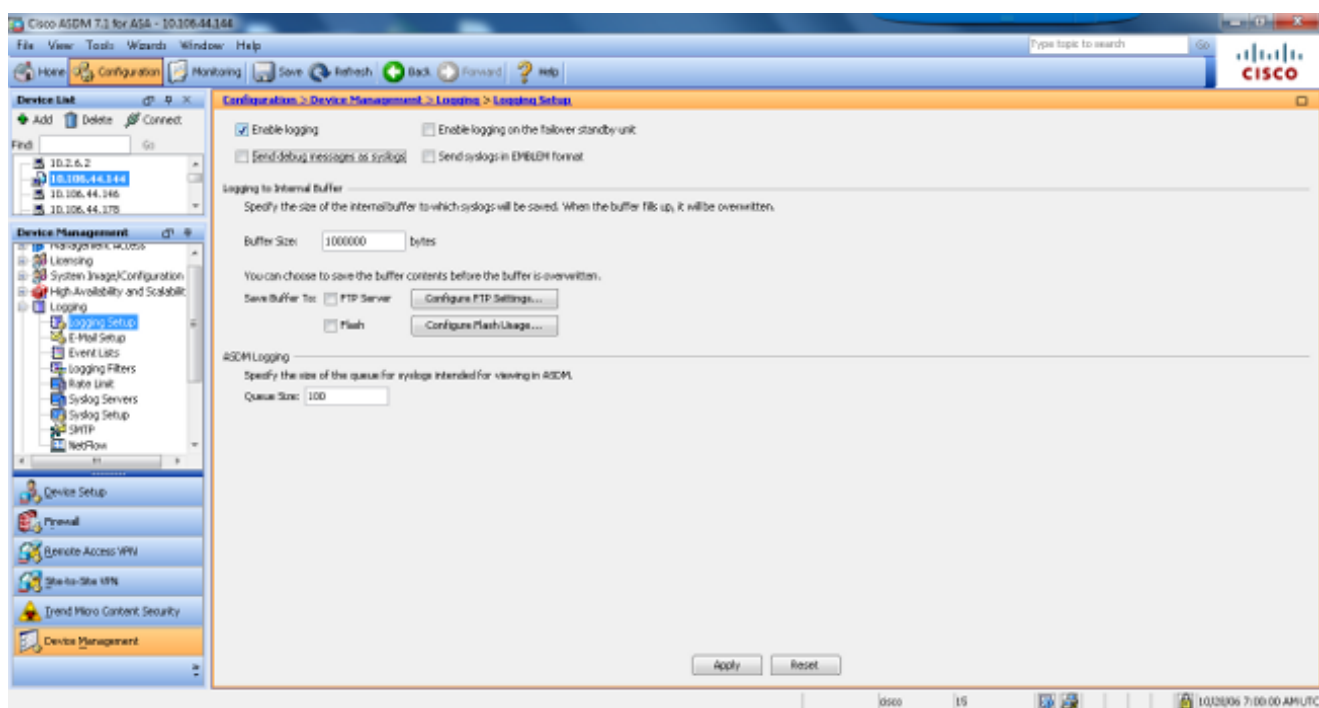 Cisco ASDM 7.1 for ASA - 10.106.44.144
File View Tools Wizards Window Help
Type topic to search Go
Home Configuration Monitoring Save Refresh Back Forward Help
CISCO
Device List
Add Delete Connect
Find: Go
10.2.6.2
10.106.44.144
10.106.44.146
10.106.44.178
Device Management
Management Access
Licensing
System Image/Configuration
High Availability and Scalabilit
Logging
Logging Setup
E-Mail Setup
Event Lists
Logging Filters
Rate Limit
Syslog Servers
Syslog Setup
SMTP
NetFlow
Device Setup
Firewall
Remote Access VPN
Site-to-Site VPN
Trend Micro Content Security
Device Management
Configuration > Device Management > Logging > Logging Setup
Enable logging Enable logging on the failover standby unit
Send debug messages as syslogs Send syslogs in EMBLEM format
Logging to Internal Buffer
Specify the size of the internal buffer to which syslogs will be saved. When the buffer fills up, it will be overwritten.
Buffer Size: 1000000 bytes
You can choose to save the buffer contents before the buffer is overwritten.
Save Buffer To: FTP Server Configure FTP Settings...
Flash Configure Flash Usage...
ASDM Logging
Specify the size of the queue for syslogs intended for viewing in ASDM.
Queue Size: 100
Apply Reset
cisco 15 10/26/06 7:00:00 AM UTC